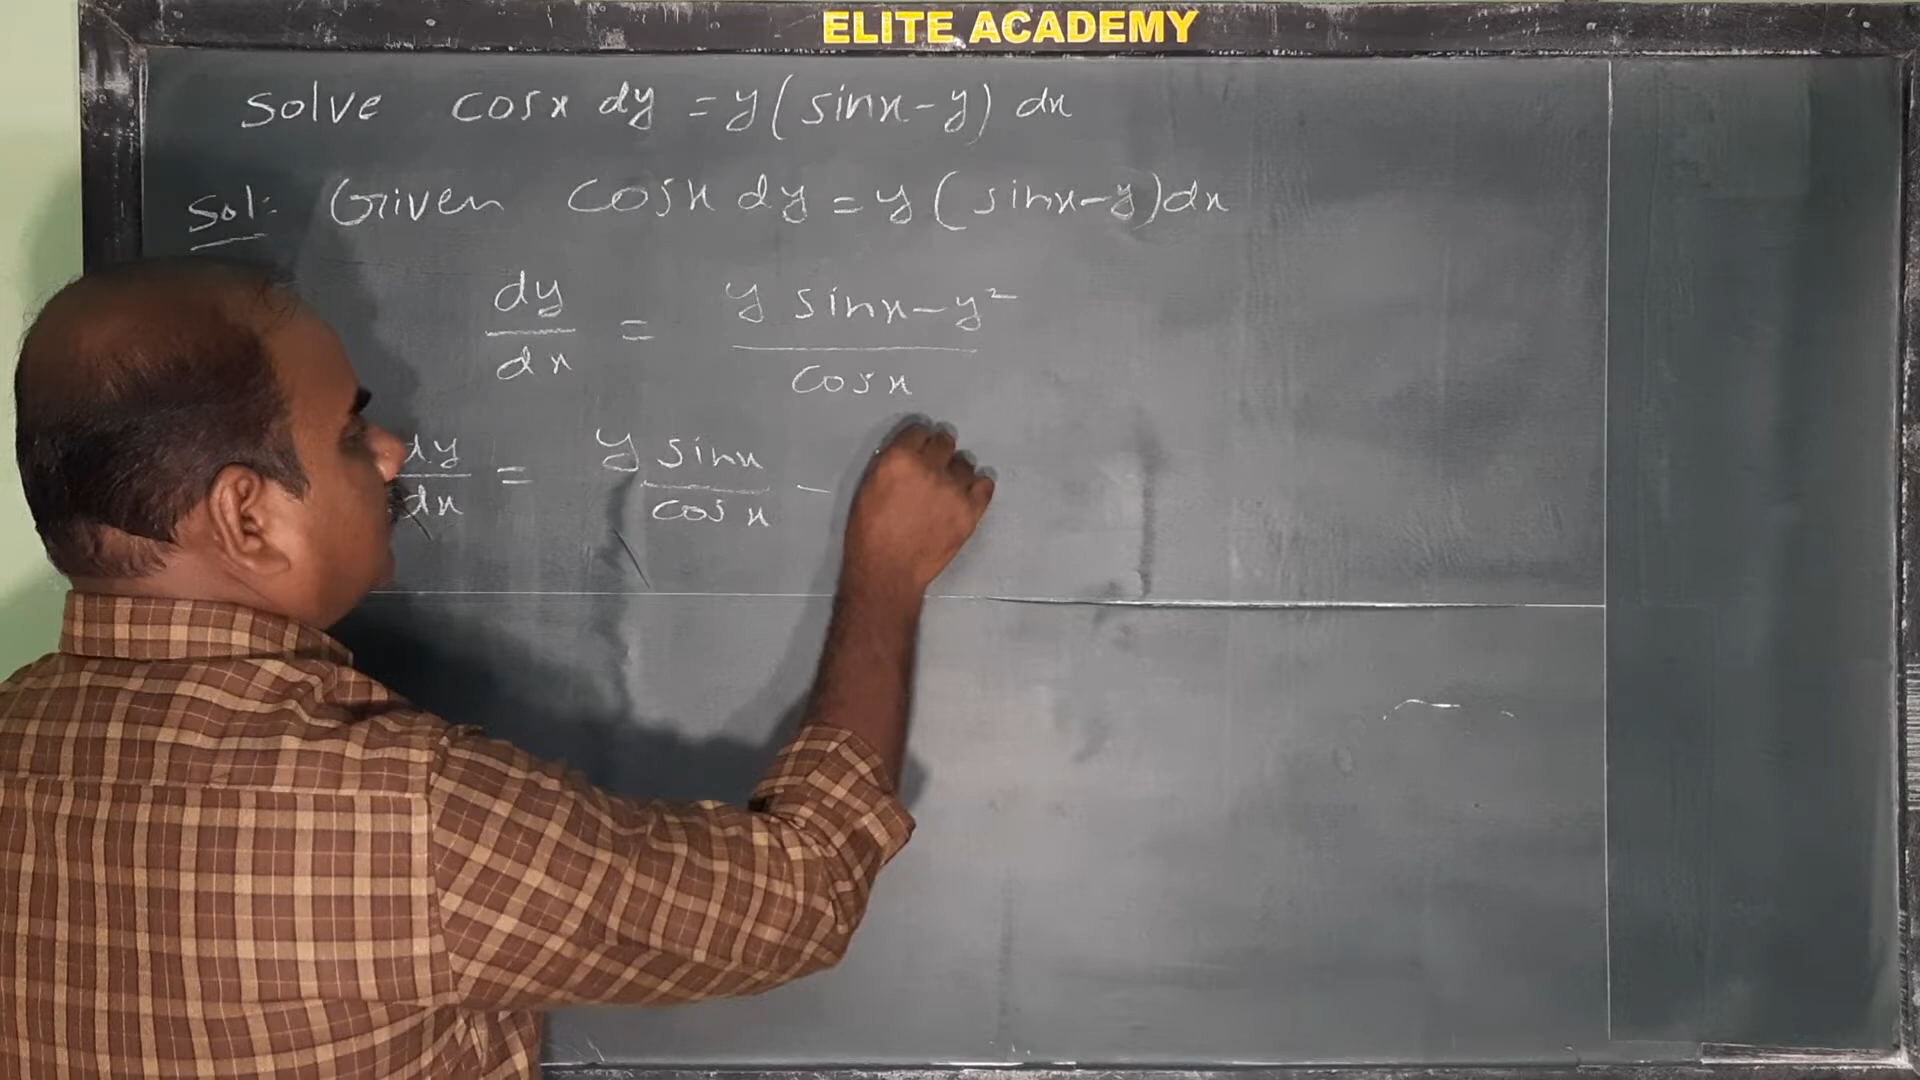 ELITE ACADEMY
Solve cosx dy = y(sinx-y) dx
Sol: Given cosx dy = y(sinx-y)dx
dy/dx = (y sinx-y²)/cosx
dy/dx = y sinx/cosx -